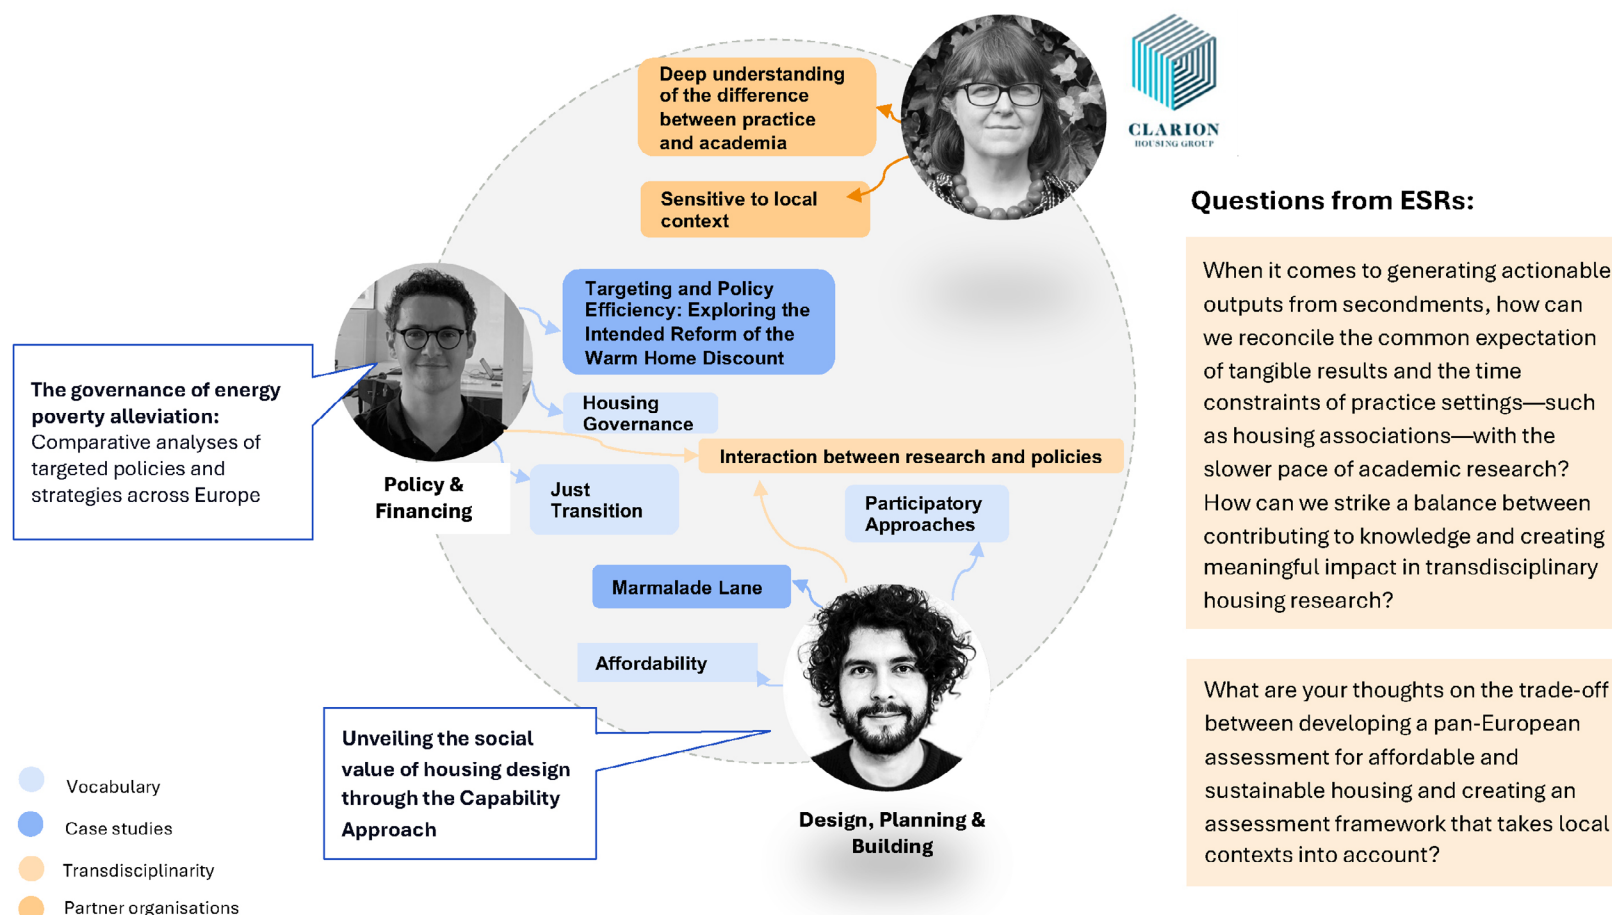 Deep understanding
of the difference
between practice
and academia
CLARION
HOUSING GROUP
Sensitive to local
context
Questions from ESRs:
When it comes to generating actionable
outputs from secondments, how can
we reconcile the common expectation
of tangible results and the time
constraints of practice settings—such
as housing associations—with the
slower pace of academic research?
How can we strike a balance between
contributing to knowledge and creating
meaningful impact in transdisciplinary
housing research?
Targeting and Policy
Efficiency: Exploring the
Intended Reform of the
Warm Home Discount
The governance of energy
poverty alleviation:
Comparative analyses of
targeted policies and
strategies across Europe
Housing
Governance
Interaction between research and policies
Policy &
Financing
Just
Transition
Participatory
Approaches
Marmalade Lane
Affordability
What are your thoughts on the trade-off
between developing a pan-European
assessment for affordable and
sustainable housing and creating an
assessment framework that takes local
contexts into account?
Unveiling the social
value of housing design
through the Capability
Approach
Design, Planning &
Building
Vocabulary
Case studies
Transdisciplinarity
Partner organisations